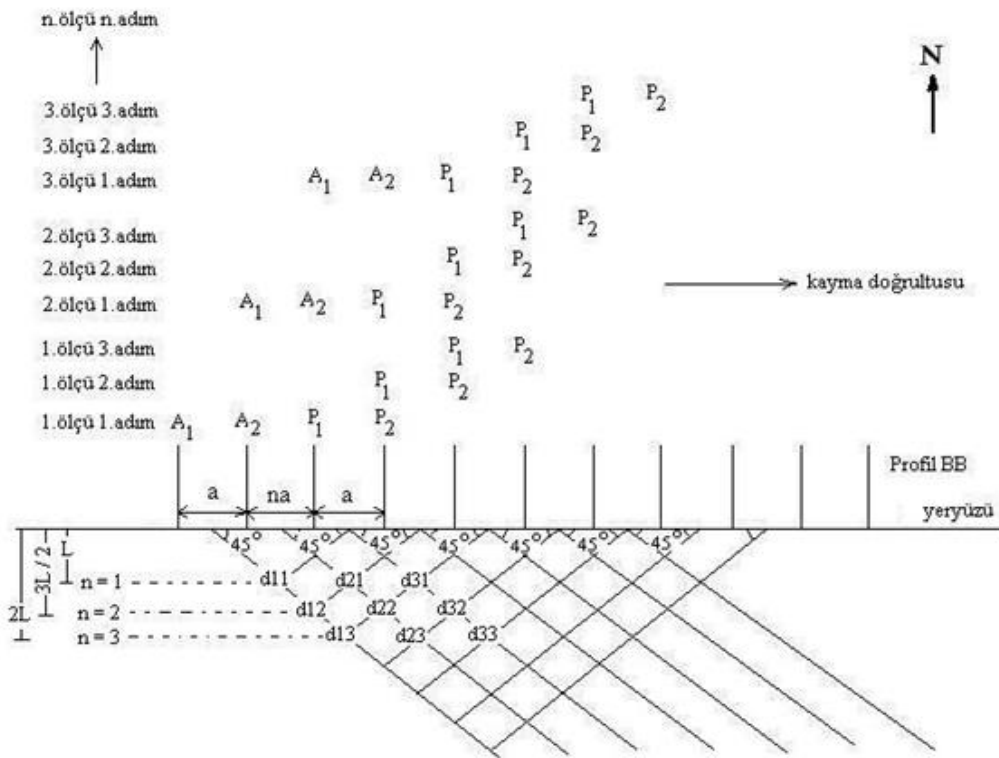 n.ölçü n.adım
N
3.ölçü 3.adım P1 P2
3.ölçü 2.adım P1 P2
3.ölçü 1.adım A1 A2 P1 P2
2.ölçü 3.adım P1 P2
2.ölçü 2.adım P1 P2
kayma doğrultusu
2.ölçü 1.adım A1 A2 P1 P2
1.ölçü 3.adım P1 P2
1.ölçü 2.adım P1 P2
1.ölçü 1.adım A1 A2 P1 P2
Profil BB
a na a
yeryüzü
45° 45° 45° 45° 45° 45° 45°
2L 3L / 2 L
n = 1 d11 d21 d31
n = 2 d12 d22 d32
n = 3 d13 d23 d33